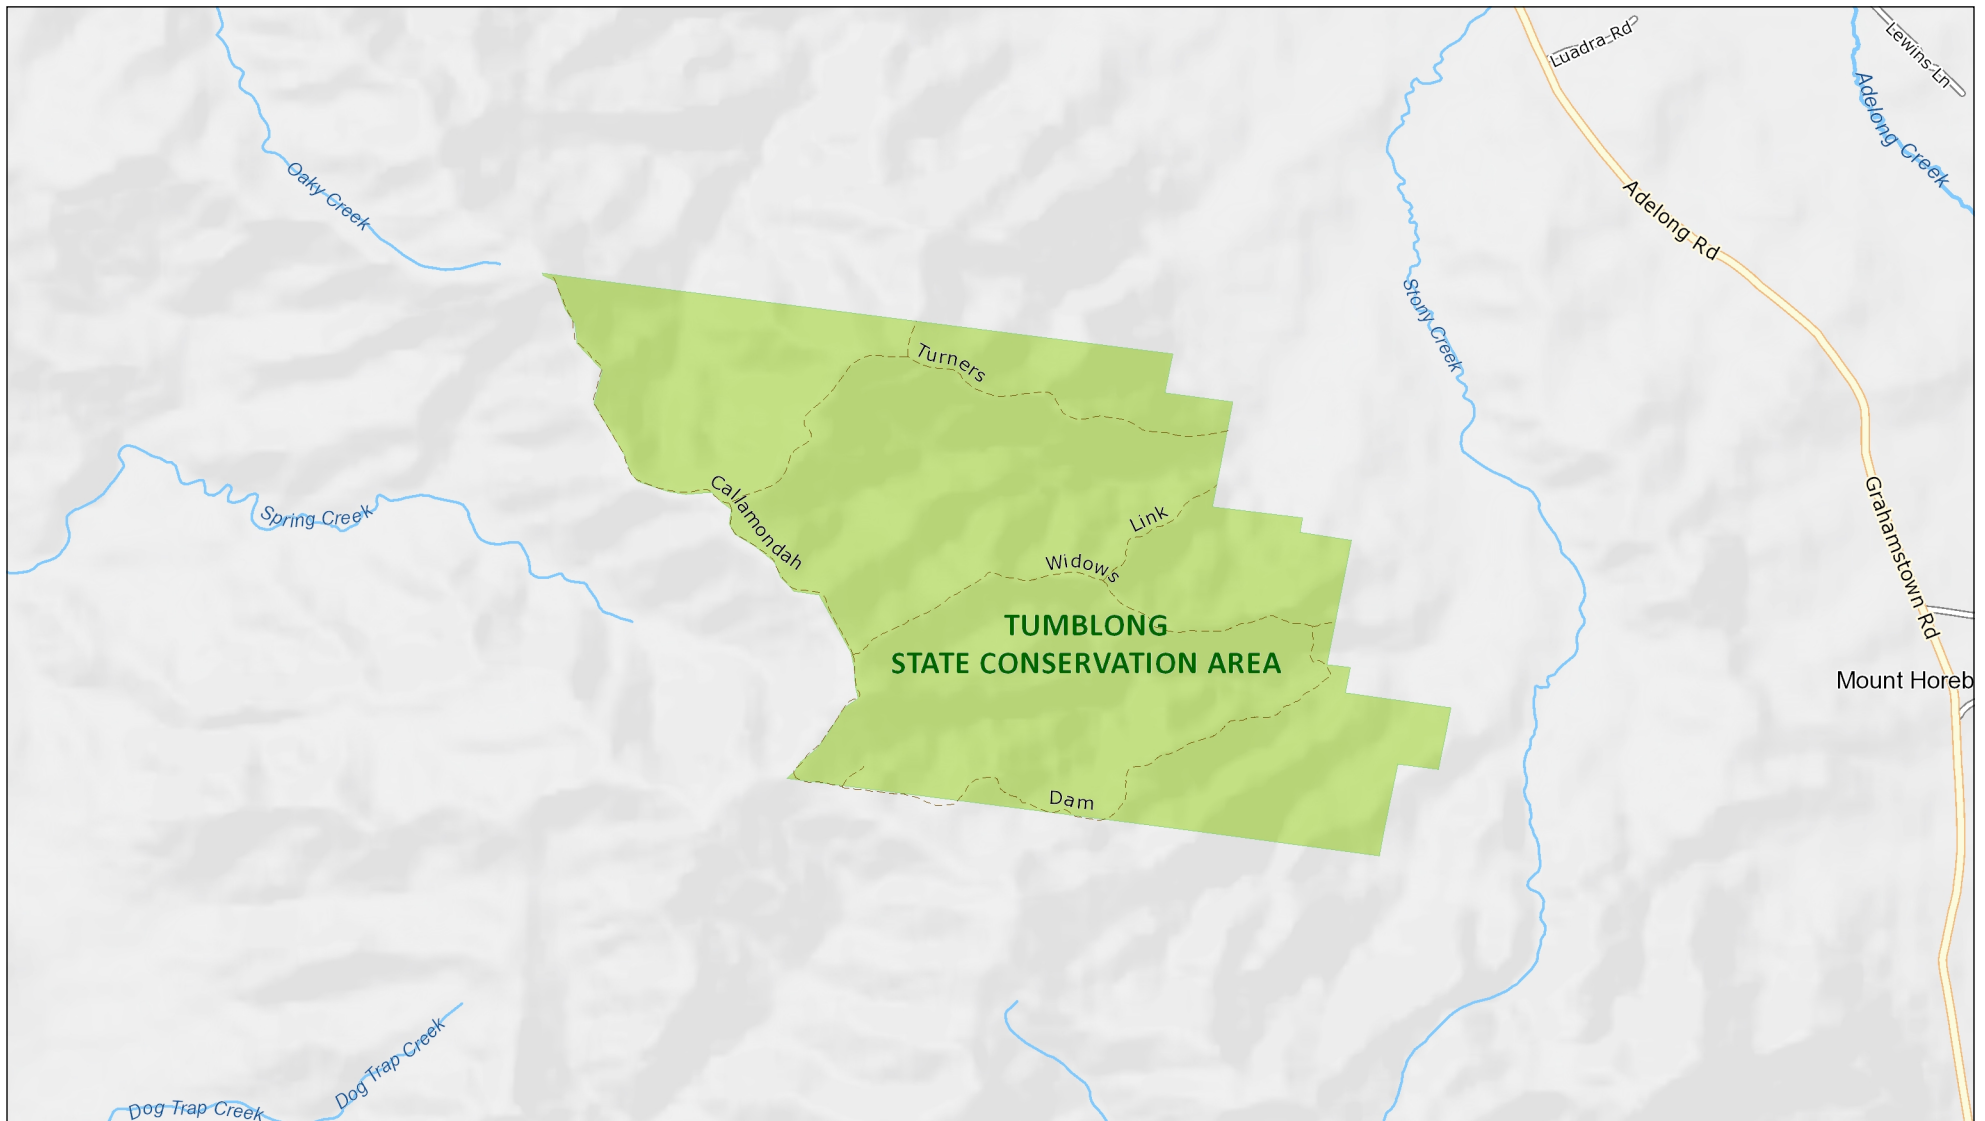 Luadra Rd
Lewins Ln
Adelong Creek
Oaky Creek
Adelong Rd
Stony Creek
Turners
Callamondah
Spring Creek
Link
Widows
Grahamstown Rd
TUMBLONG
STATE CONSERVATION AREA
Mount Horeb
Dam
Dog Trap Creek
Dog Trap Creek